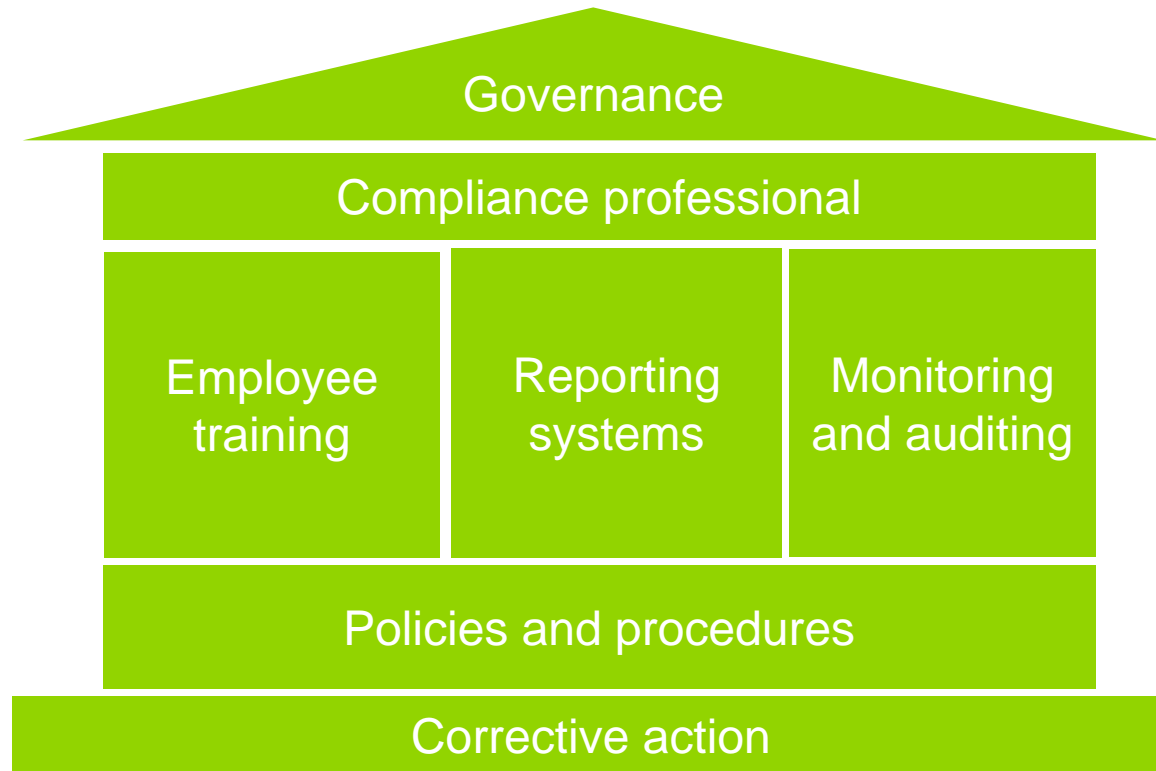 Governance
Compliance professional
Employee
training
Reporting
systems
Monitoring
and auditing
Policies and procedures
Corrective action